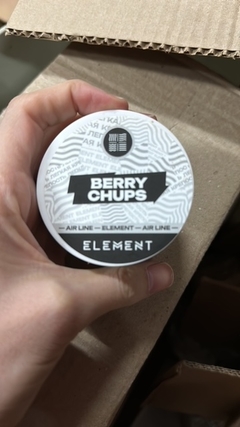 BERRY
CHUPS
AIR LINE — ELEMENT — AIR LINE
ELEMENT